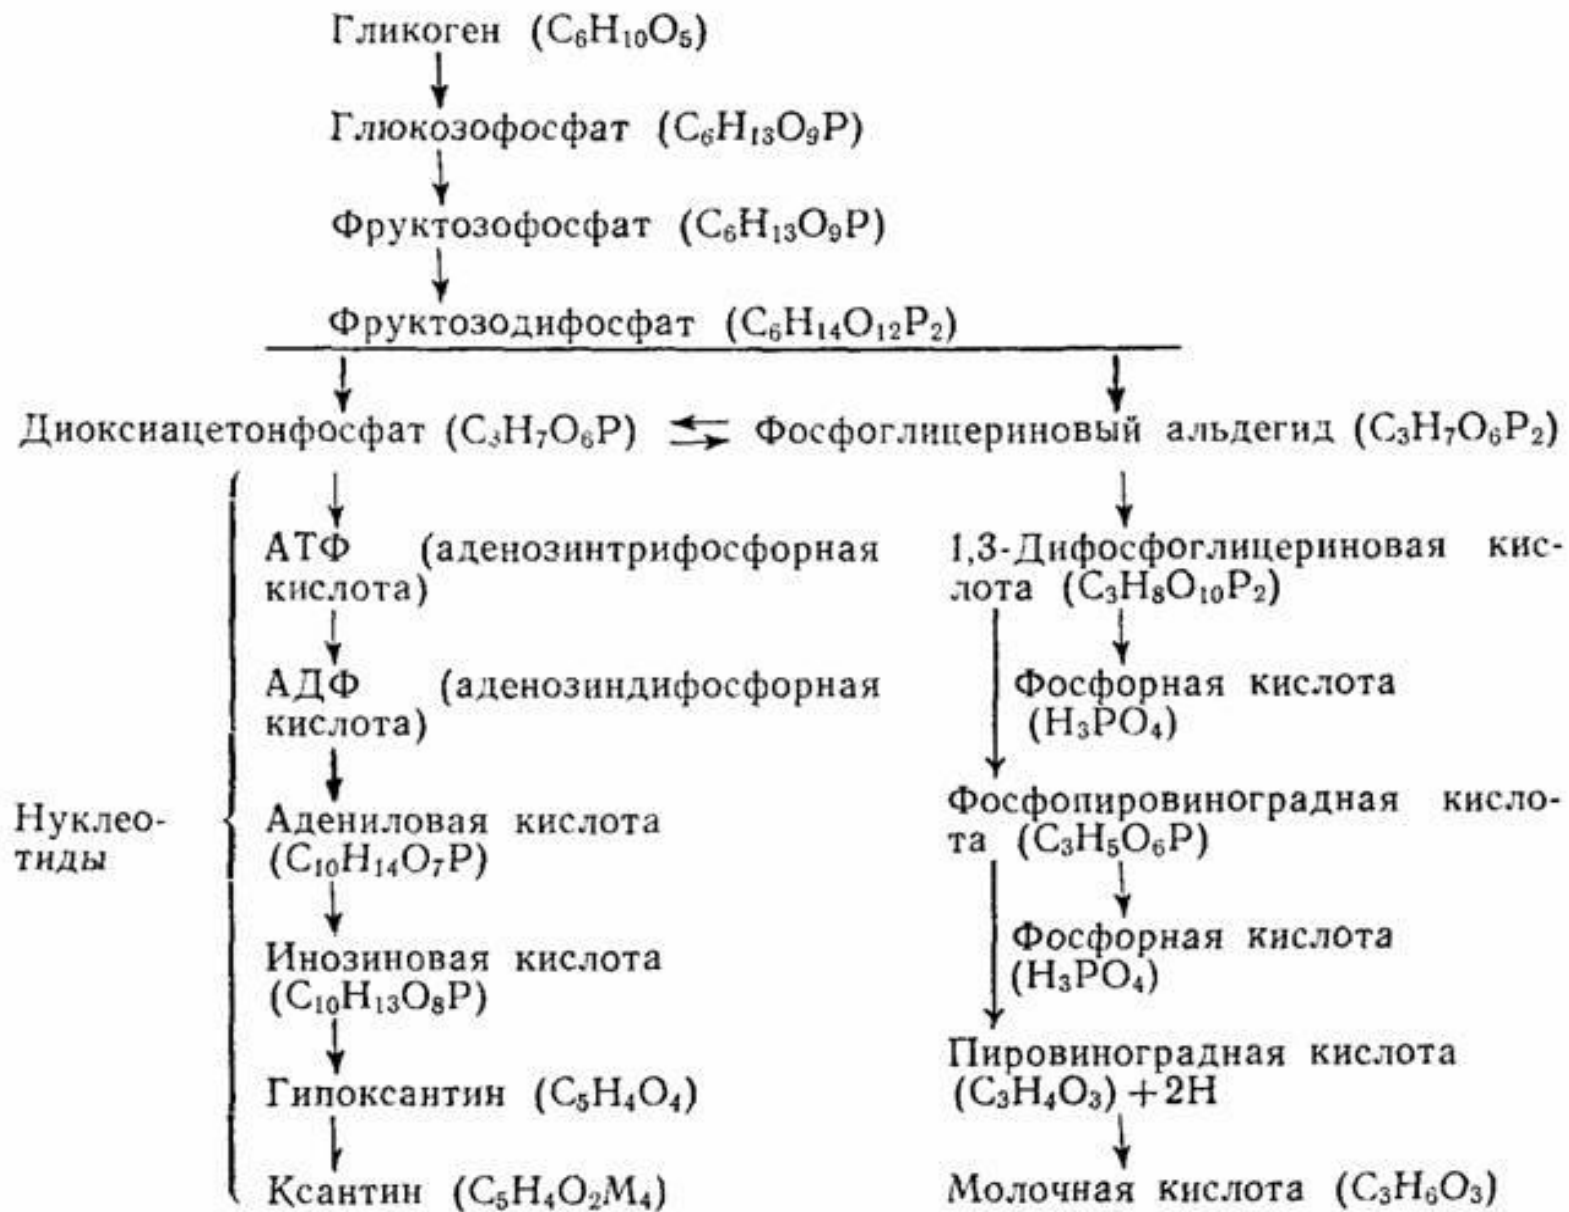 Гликоген (C₆H₁₀O₅)
Глюкозофосфат (C₆H₁₃O₉P)
Фруктозофосфат (C₆H₁₃O₉P)
Фруктозодифосфат (C₆H₁₄O₁₂P₂)
Диоксиацетонфосфат (C₃H₇O₆P) ⇄ Фосфоглицериновый альдегид (C₃H₇O₆P₂)
Нуклео-
тиды
АТФ (аденозинтрифосфорная
кислота)
АДФ (аденозиндифосфорная
кислота)
Адениловая кислота
(C₁₀H₁₄O₇P)
Инозиновая кислота
(C₁₀H₁₃O₈P)
Гипоксантин (C₅H₄O₄)
Ксантин (C₅H₄O₂M₄)
1,3-Дифосфоглицериновая кис-
лота (C₃H₈O₁₀P₂)
Фосфорная кислота
(H₃PO₄)
Фосфопировиноградная кисло-
та (C₃H₅O₆P)
Фосфорная кислота
(H₃PO₄)
Пировиноградная кислота
(C₃H₄O₃)+2H
Молочная кислота (C₃H₆O₃)